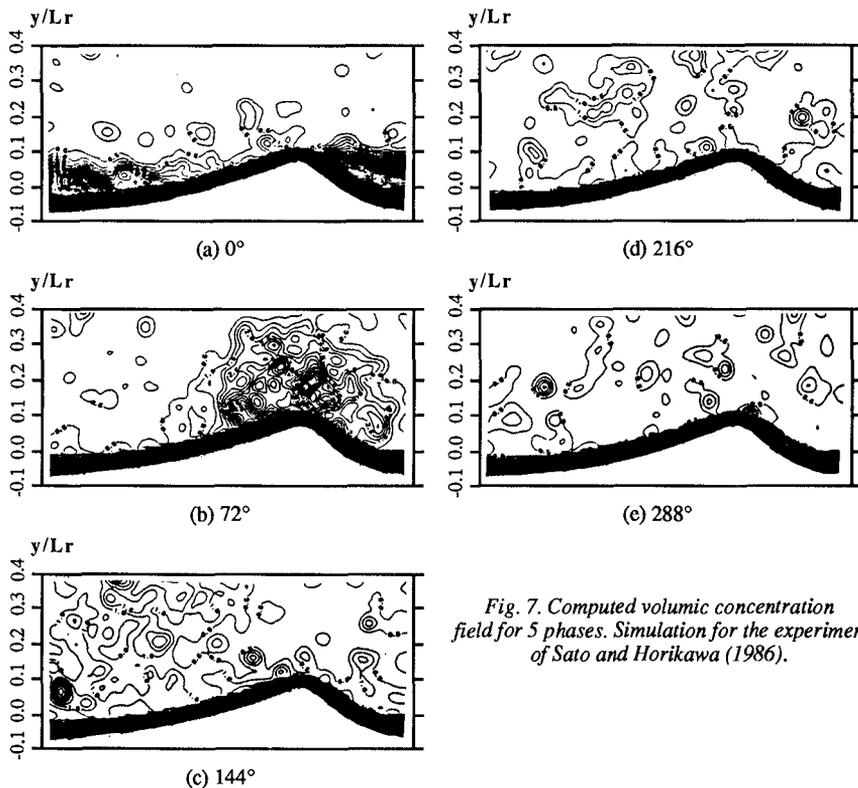 y/Lr
0.4
0.3
0.2
0.1
0.0
-0.1
(a) 0°
y/Lr
0.4
0.3
0.2
0.1
0.0
-0.1
(b) 72°
y/Lr
0.4
0.3
0.2
0.1
0.0
-0.1
(c) 144°
y/Lr
0.4
0.3
0.2
0.1
0.0
-0.1
(d) 216°
y/Lr
0.4
0.3
0.2
0.1
0.0
-0.1
(e) 288°
Fig. 7. Computed volumic concentration
field for 5 phases. Simulation for the experimen
of Sato and Horikawa (1986).